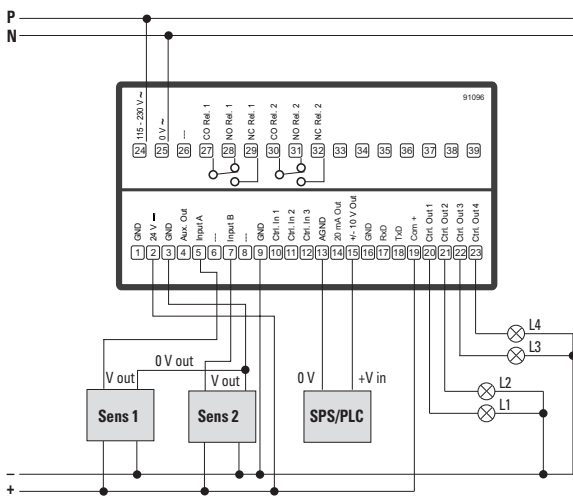 P
N
91096
115 - 230 V ~
0 V ~
---
CO Rel. 1
NO Rel. 1
NC Rel. 1
CO Rel. 2
NO Rel. 2
NC Rel. 2
24 25 26 27 28 29 30 31 32 33 34 35 36 37 38 39
GND
24 V
GND
Aux. Out
Input A
---
Input B
---
GND
Ctrl. In 1
Ctrl. In 2
Ctrl. In 3
AGND
20 mA Out
+/- 10 V Out
GND
RxD
TxD
Com +
Ctrl. Out 1
Ctrl. Out 2
Ctrl. Out 3
Ctrl. Out 4
1 2 3 4 5 6 7 8 9 10 11 12 13 14 15 16 17 18 19 20 21 22 23
L4
L3
L2
L1
0 V out
V out
V out
0 V
+V in
Sens 1
Sens 2
SPS/PLC
–
+